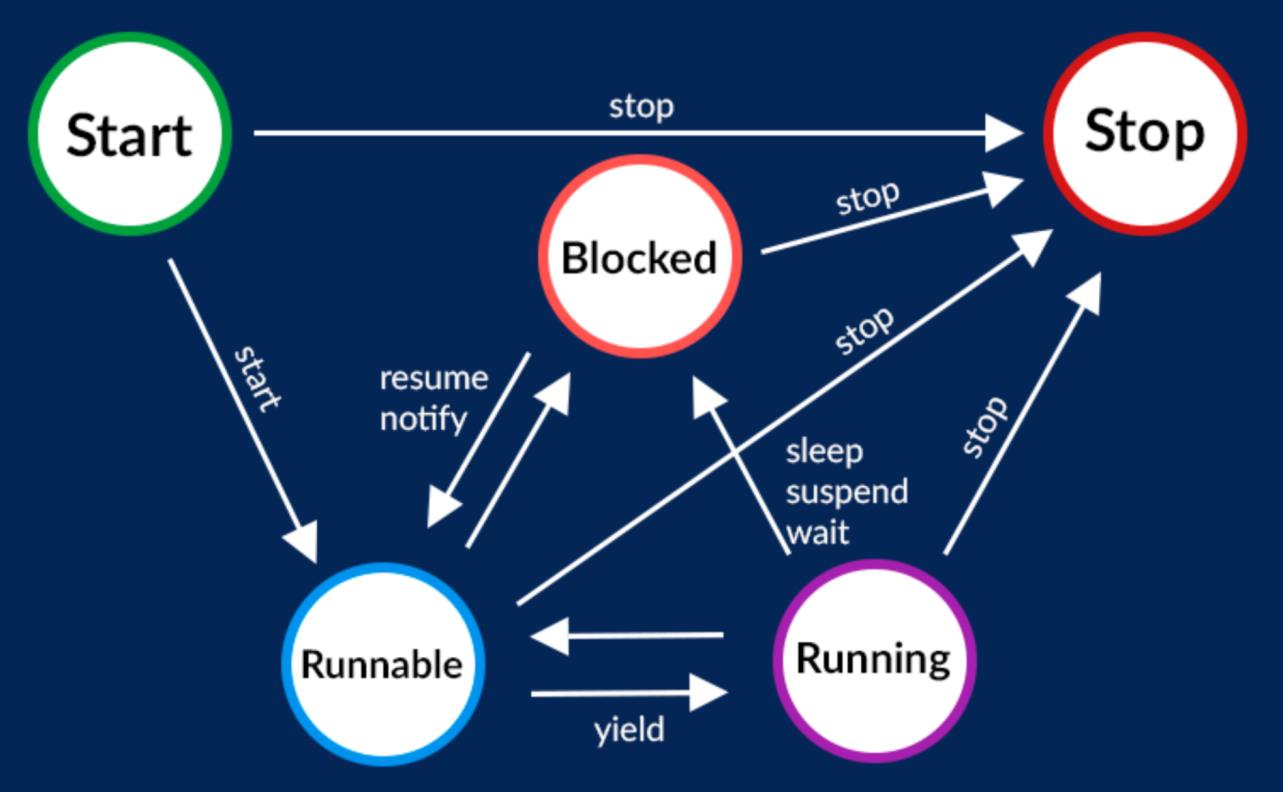 Start
stop
Stop
Blocked
stop
start
resume
notify
stop
sleep
suspend
wait
stop
Runnable
Running
yield